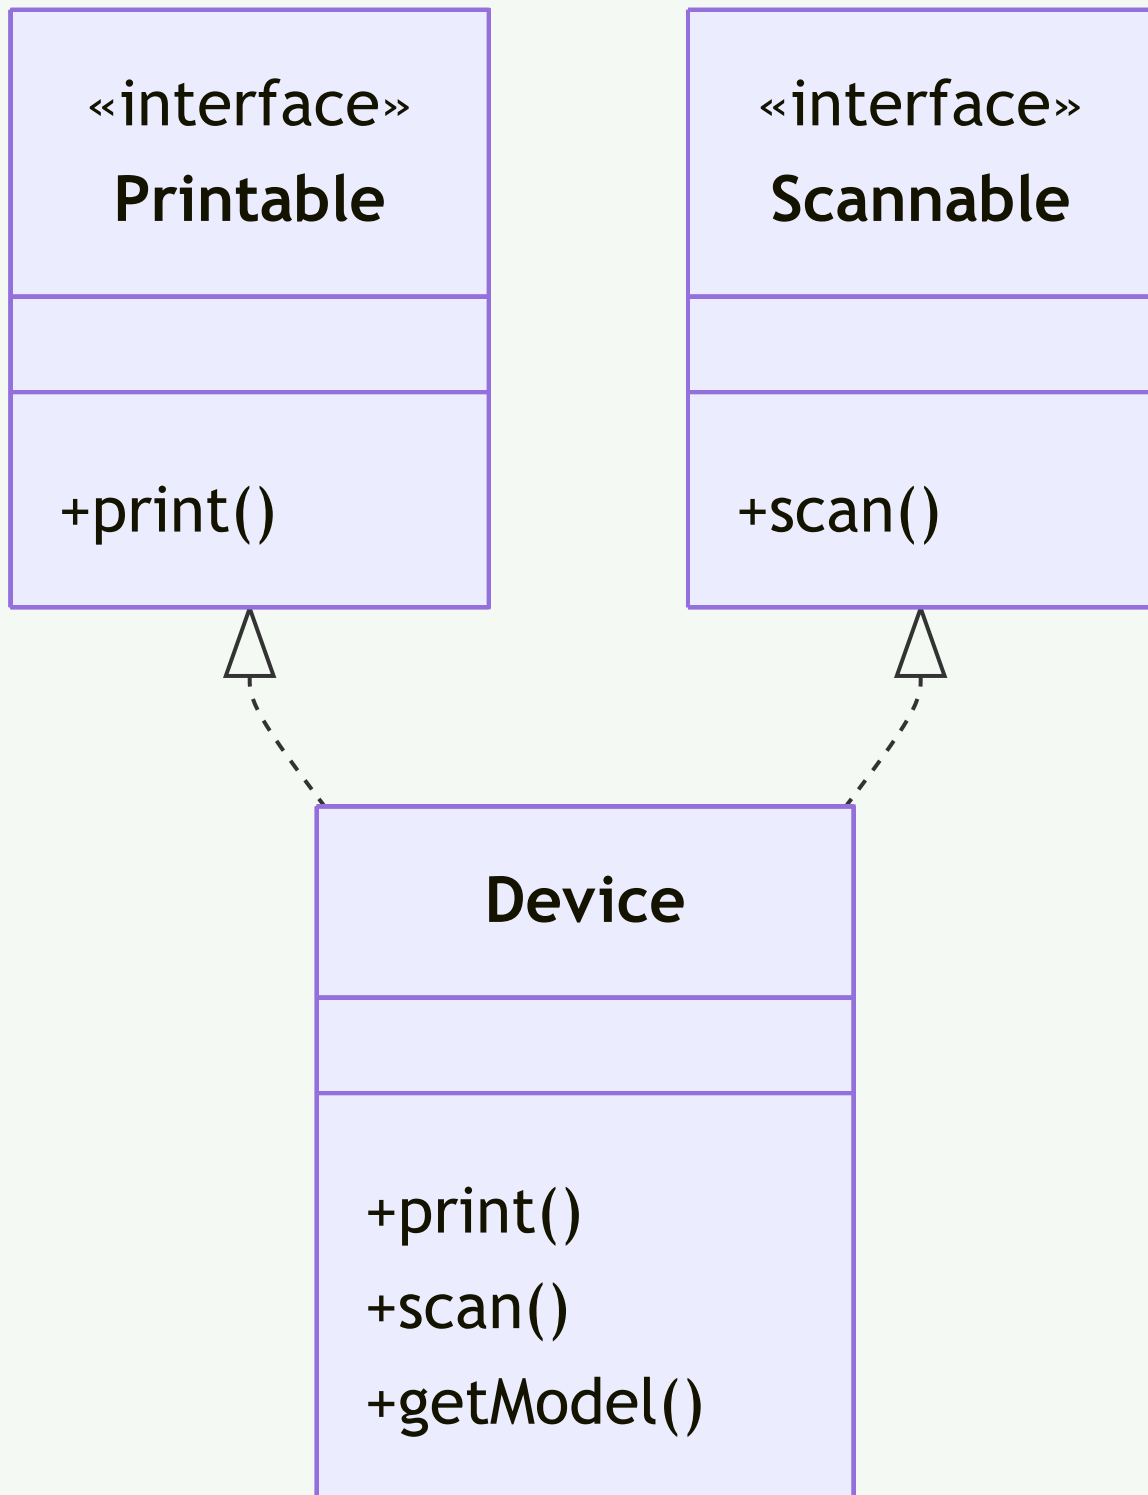 «interface»
Printable
+print()
«interface»
Scannable
+scan()
Device
+print()
+scan()
+getModel()